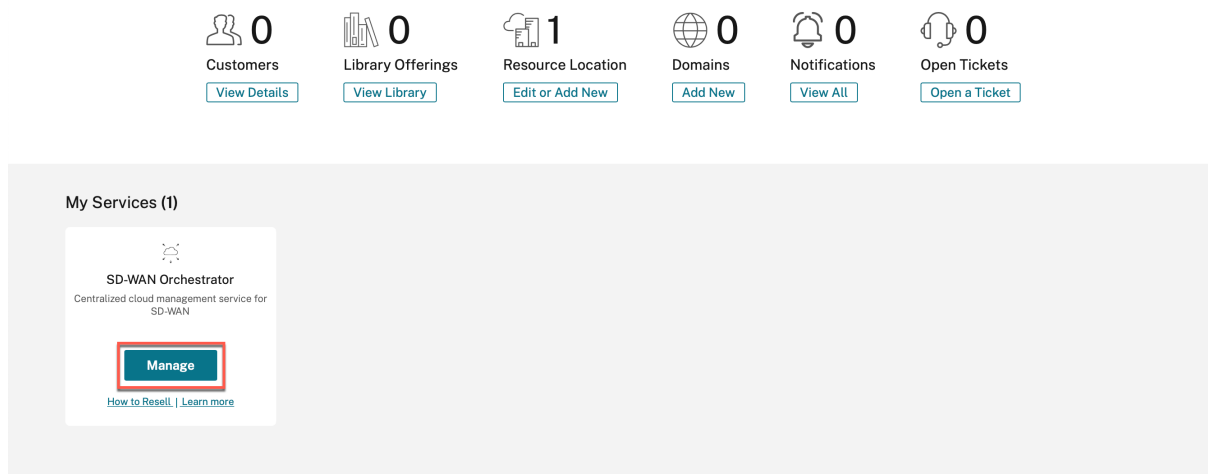 0 0 1 0 0 0
Customers Library Offerings Resource Location Domains Notifications Open Tickets
View Details View Library Edit or Add New Add New View All Open a Ticket
My Services (1)
SD-WAN Orchestrator
Centralized cloud management service for
SD-WAN
Manage
How to Resell | Learn more